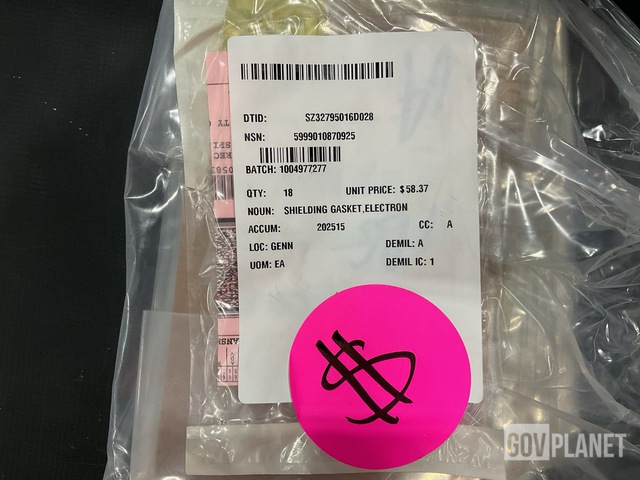 DTID: SZ32795016D028
NSN: 5999010870925
BATCH: 1004977277
QTY: 18 UNIT PRICE: $58.37
NOUN: SHIELDING GASKET,ELECTRON
ACCUM: 202515 CC: A
LOC: GENN DEMIL: A
UOM: EA DEMIL IC: 1
$
GOVPLANET